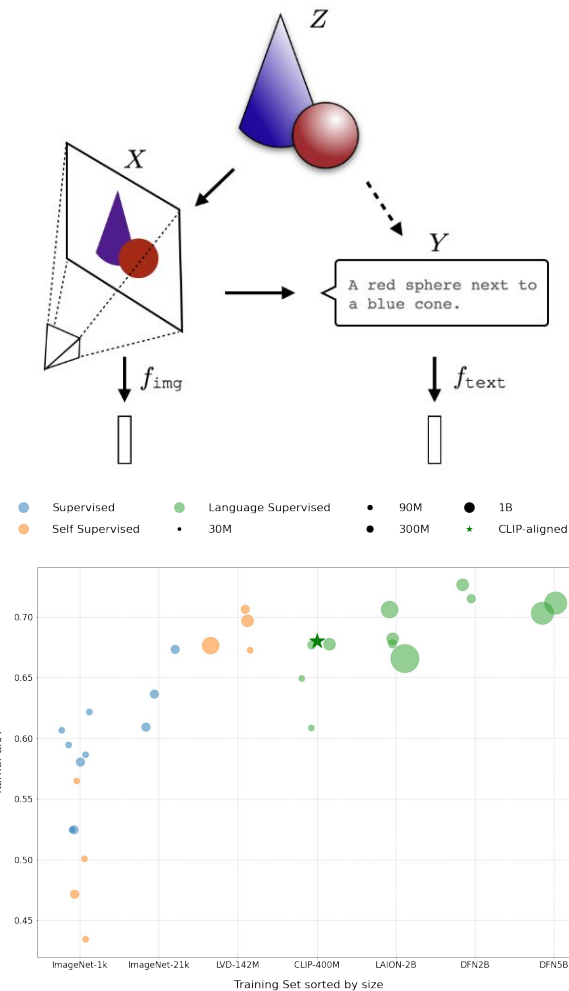 Z
X
Y
A red sphere next to
a blue cone.
f_img
f_text
Supervised
Language Supervised
90M
1B
Self Supervised
30M
300M
CLIP-aligned
0.70
0.65
0.60
0.55
0.50
0.45
ImageNet-1k
ImageNet-21k
LVD-142M
CLIP-400M
LAION-2B
DFN2B
DFN5B
Training Set sorted by size